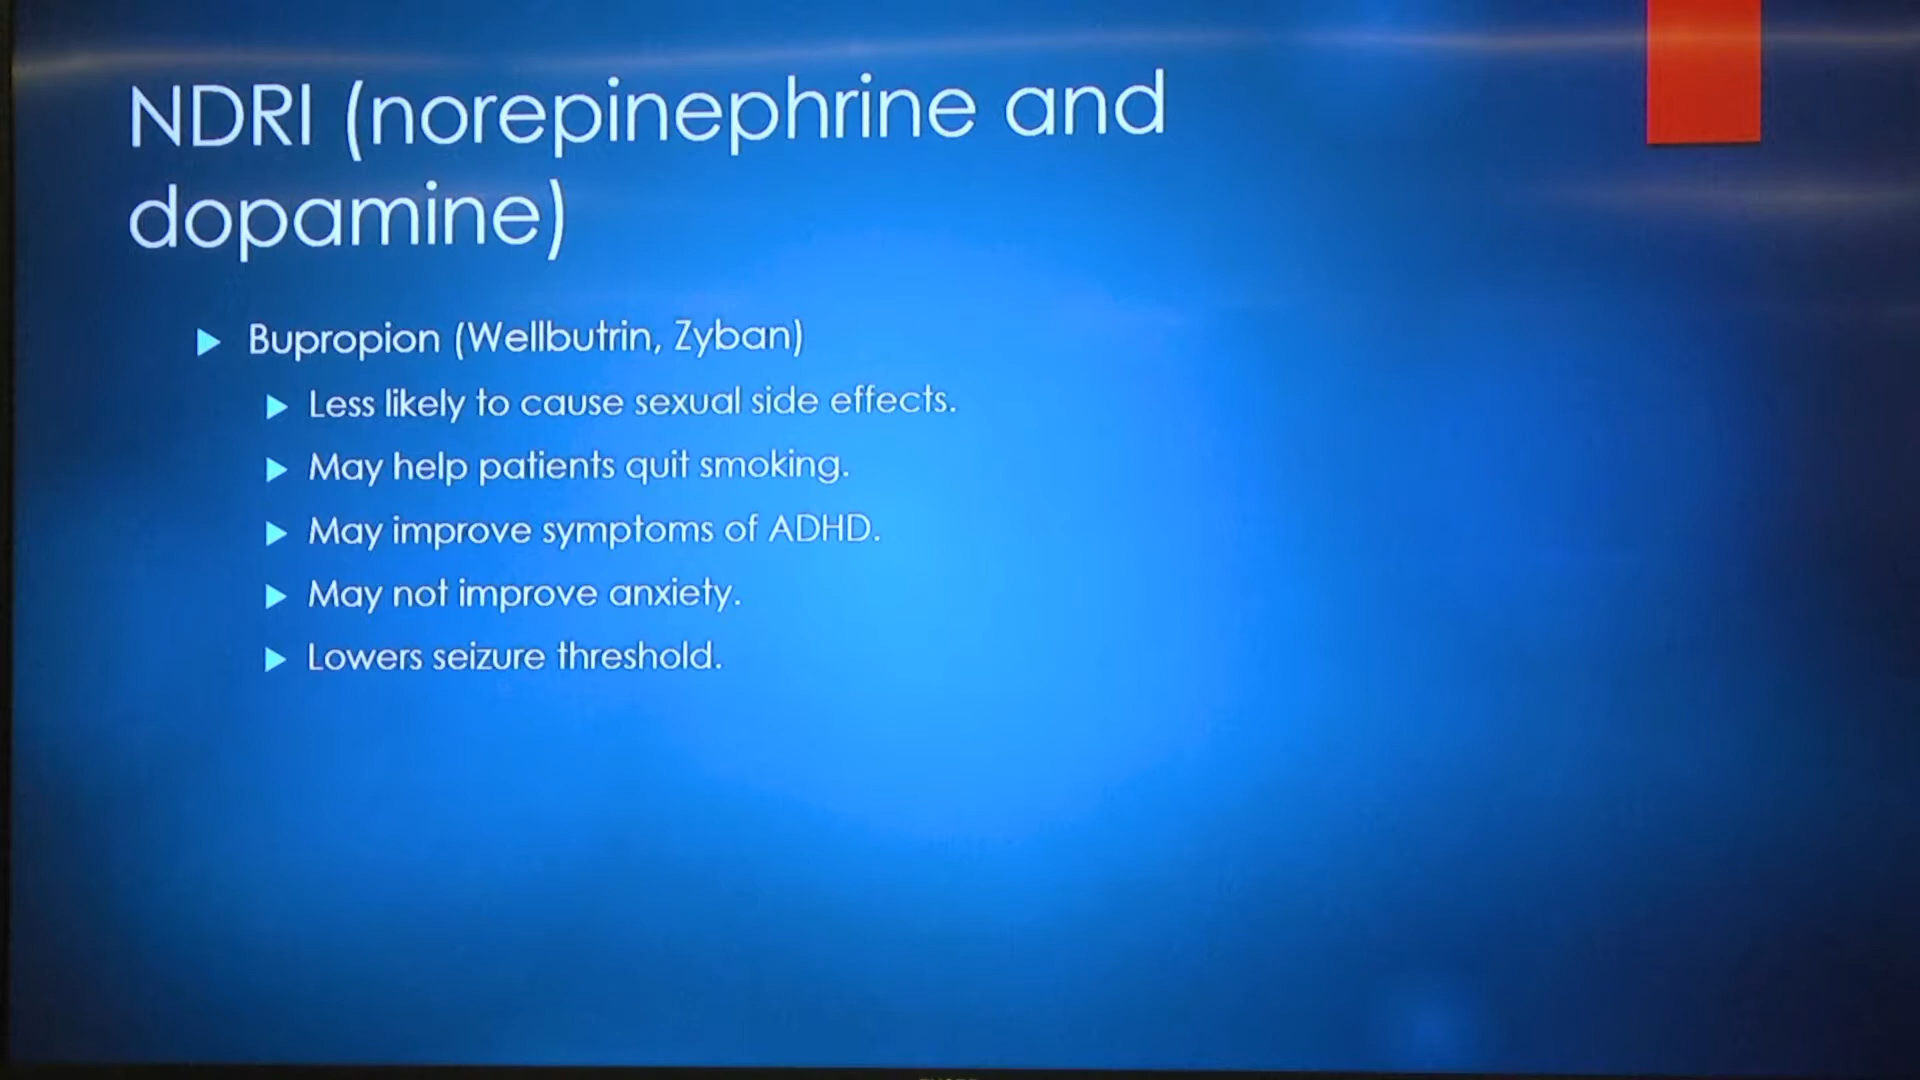 NDRI (norepinephrine and
dopamine)
Bupropion (Wellbutrin, Zyban)
Less likely to cause sexual side effects.
May help patients quit smoking.
May improve symptoms of ADHD.
May not improve anxiety.
Lowers seizure threshold.